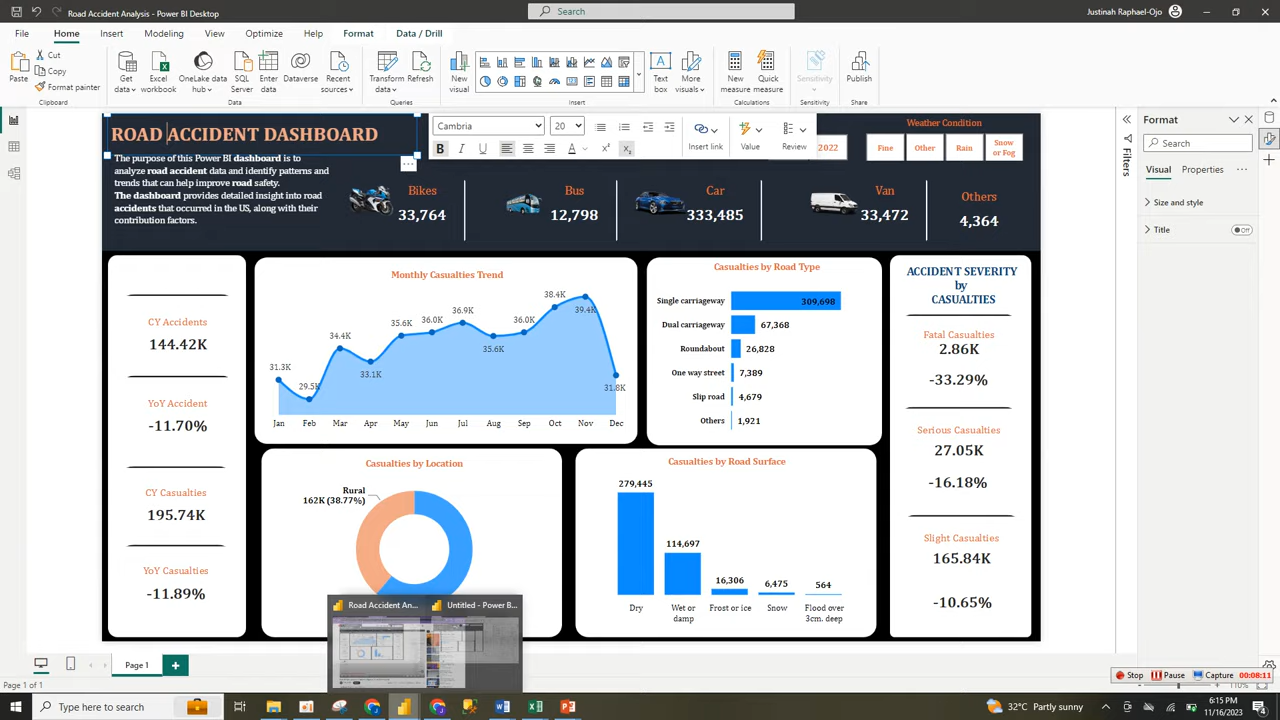 Road Accident Analysis - Power BI Desktop
Search
Justinah Raphael-Ojo
File
Home
Insert
Modeling
View
Optimize
Help
Format
Data / Drill
Paste
Cut
Copy
Format painter
Clipboard
Get data
Excel workbook
OneLake data hub
SQL Server
Enter data
Dataverse
Recent sources
Data
Transform data
Refresh
Queries
New visual
Text box
More visuals
Insert
New measure
Quick measure
Calculations
Sensitivity
Sensitivity
Publish
Share
ROAD ACCIDENT DASHBOARD
Cambria
20
Insert link
Value
Review
2022
Weather Condition
Fine
Other
Rain
Snow or Fog
The purpose of this Power BI dashboard is to
analyze road accident data and identify patterns and
trends that can help improve road safety.
The dashboard provides detailed insight into road
accidents that occurred in the US, along with their
contribution factors.
Bikes
33,764
Bus
12,798
Car
333,485
Van
33,472
Others
4,364
CY Accidents
144.42K
YoY Accident
-11.70%
CY Casualties
195.74K
YoY Casualties
-11.89%
Monthly Casualties Trend
31.3K
29.5K
34.4K
33.1K
35.6K
36.0K
36.9K
35.6K
36.0K
38.4K
39.4K
31.8K
Jan
Feb
Mar
Apr
May
Jun
Jul
Aug
Sep
Oct
Nov
Dec
Casualties by Road Type
Single carriageway
309,698
Dual carriageway
67,368
Roundabout
26,828
One way street
7,389
Slip road
4,679
Others
1,921
Casualties by Location
Rural
162K (38.77%)
Casualties by Road Surface
279,445
114,697
16,306
6,475
564
Dry
Wet or damp
Frost or ice
Snow
Flood over 3cm. deep
ACCIDENT SEVERITY
by
CASUALTIES
Fatal Casualties
2.86K
-33.29%
Serious Casualties
27.05K
-16.18%
Slight Casualties
165.84K
-10.65%
Filters
Format
Search
Visual
Properties
Size and style
Title
Off
Road Accident An...
Untitled - Power B...
Page 1
Page 1 of 1
Stop
Pause
Capture
08:08:11
110%
Type here to search
32°C Partly sunny
6:15 PM
11/16/2023